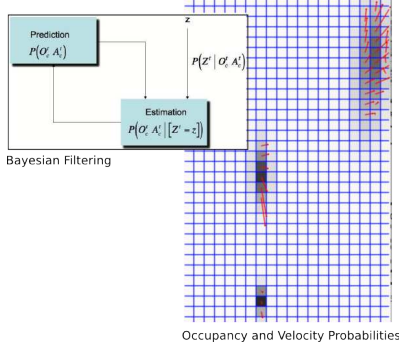 z
Prediction
P(O_c^t A_c^t)
P(Z^t | O_c^t A_c^t)
Estimation
P(O_c^t A_c^t | [Z^t = z])
Bayesian Filtering
Occupancy and Velocity Probabilities